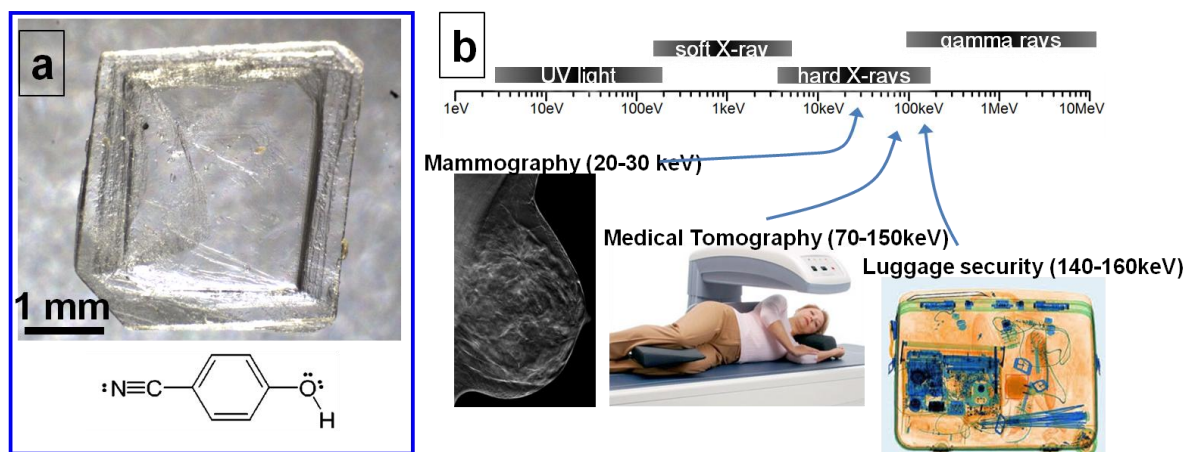 a
1 mm
:N≡C
Ö:
H
b
soft X-ray
gamma rays
UV light
hard X-rays
1eV 10eV 100eV 1keV 10keV 100keV 1MeV 10MeV
Mammography (20-30 keV)
Medical Tomography (70-150keV)
Luggage security (140-160keV)